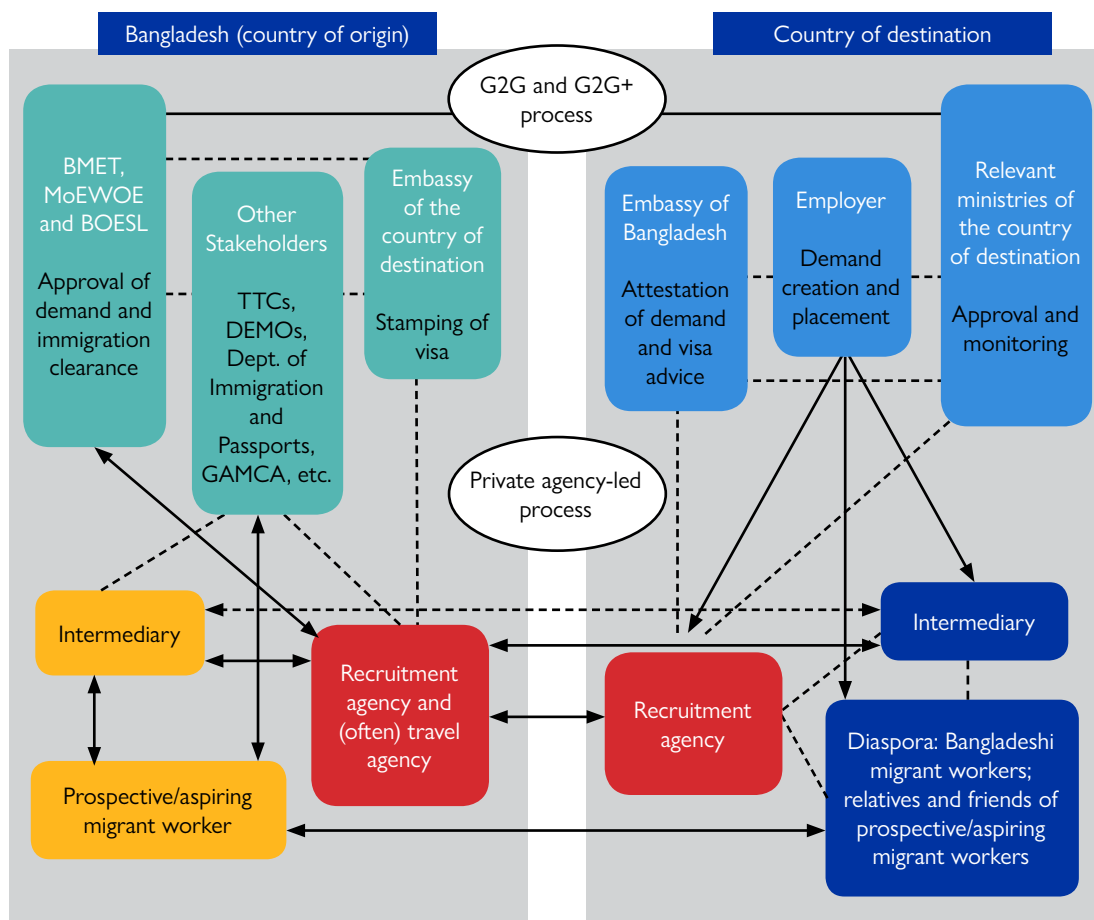 Bangladesh (country of origin)
Country of destination
G2G and G2G+
process
BMET,
MoEWOE
and BOESL
Approval of
demand and
immigration
clearance
Other
Stakeholders
TTCs,
DEMOs,
Dept. of
Immigration
and
Passports,
GAMCA, etc.
Embassy
of the
country of
destination
Stamping of
visa
Embassy of
Bangladesh
Attestation
of demand
and visa
advice
Employer
Demand
creation and
placement
Relevant
ministries of
the country
of destination
Approval and
monitoring
Private agency-led
process
Intermediary
Recruitment
agency and
(often) travel
agency
Recruitment
agency
Intermediary
Prospective/aspiring
migrant worker
Diaspora: Bangladeshi
migrant workers;
relatives and friends of
prospective/aspiring
migrant workers